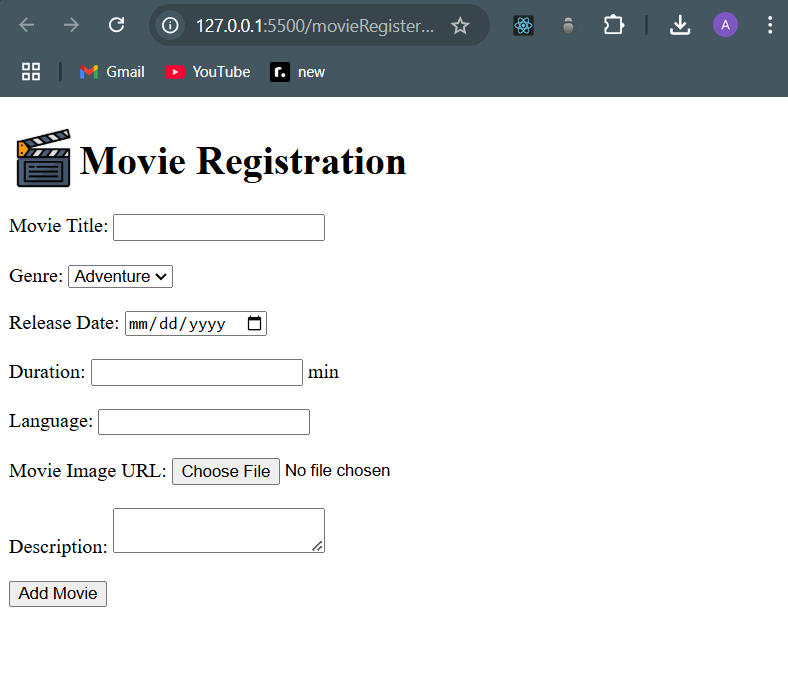 127.0.0.1:5500/movieRegister...
A
Gmail YouTube new
Movie Registration
Movie Title:
Genre: Adventure
Release Date: mm/dd/yyyy
Duration: min
Language:
Movie Image URL: Choose File No file chosen
Description:
Add Movie